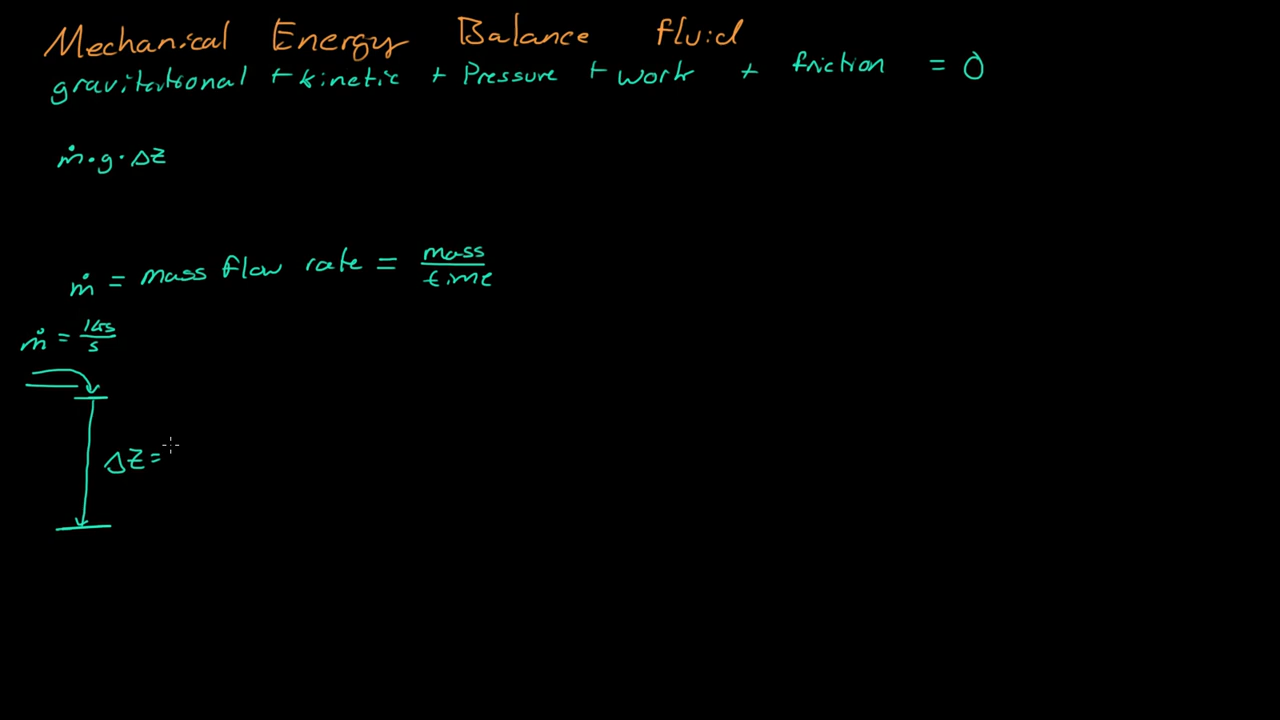 Mechanical Energy Balance fluid
gravitational + kinetic + Pressure + work + friction = 0
ṁ·g·ΔZ
ṁ = mass flow rate = mass / time
ṁ = 1kg / s
ΔZ =